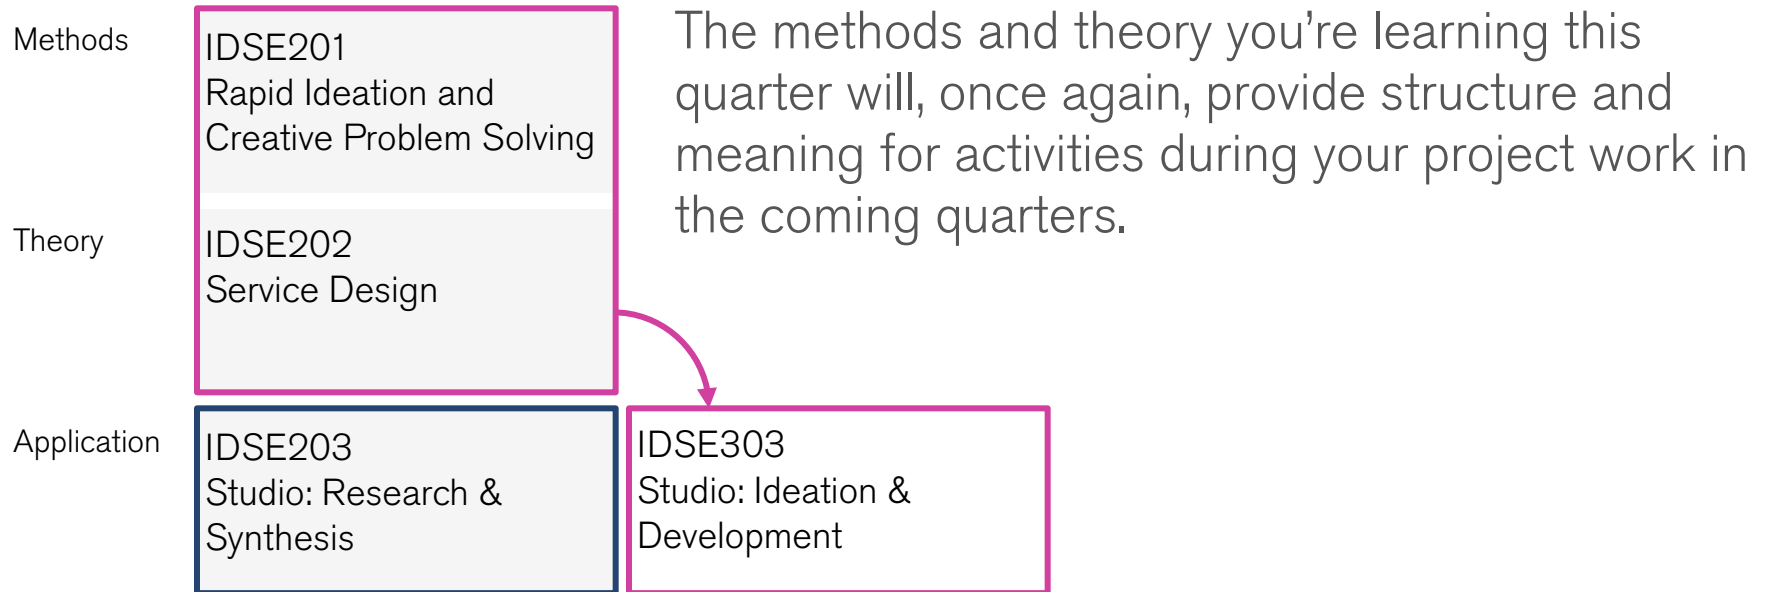 Methods
IDSE201
Rapid Ideation and
Creative Problem Solving
The methods and theory you’re learning this
quarter will, once again, provide structure and
meaning for activities during your project work in
the coming quarters.
Theory
IDSE202
Service Design
Application
IDSE203
Studio: Research &
Synthesis
IDSE303
Studio: Ideation &
Development